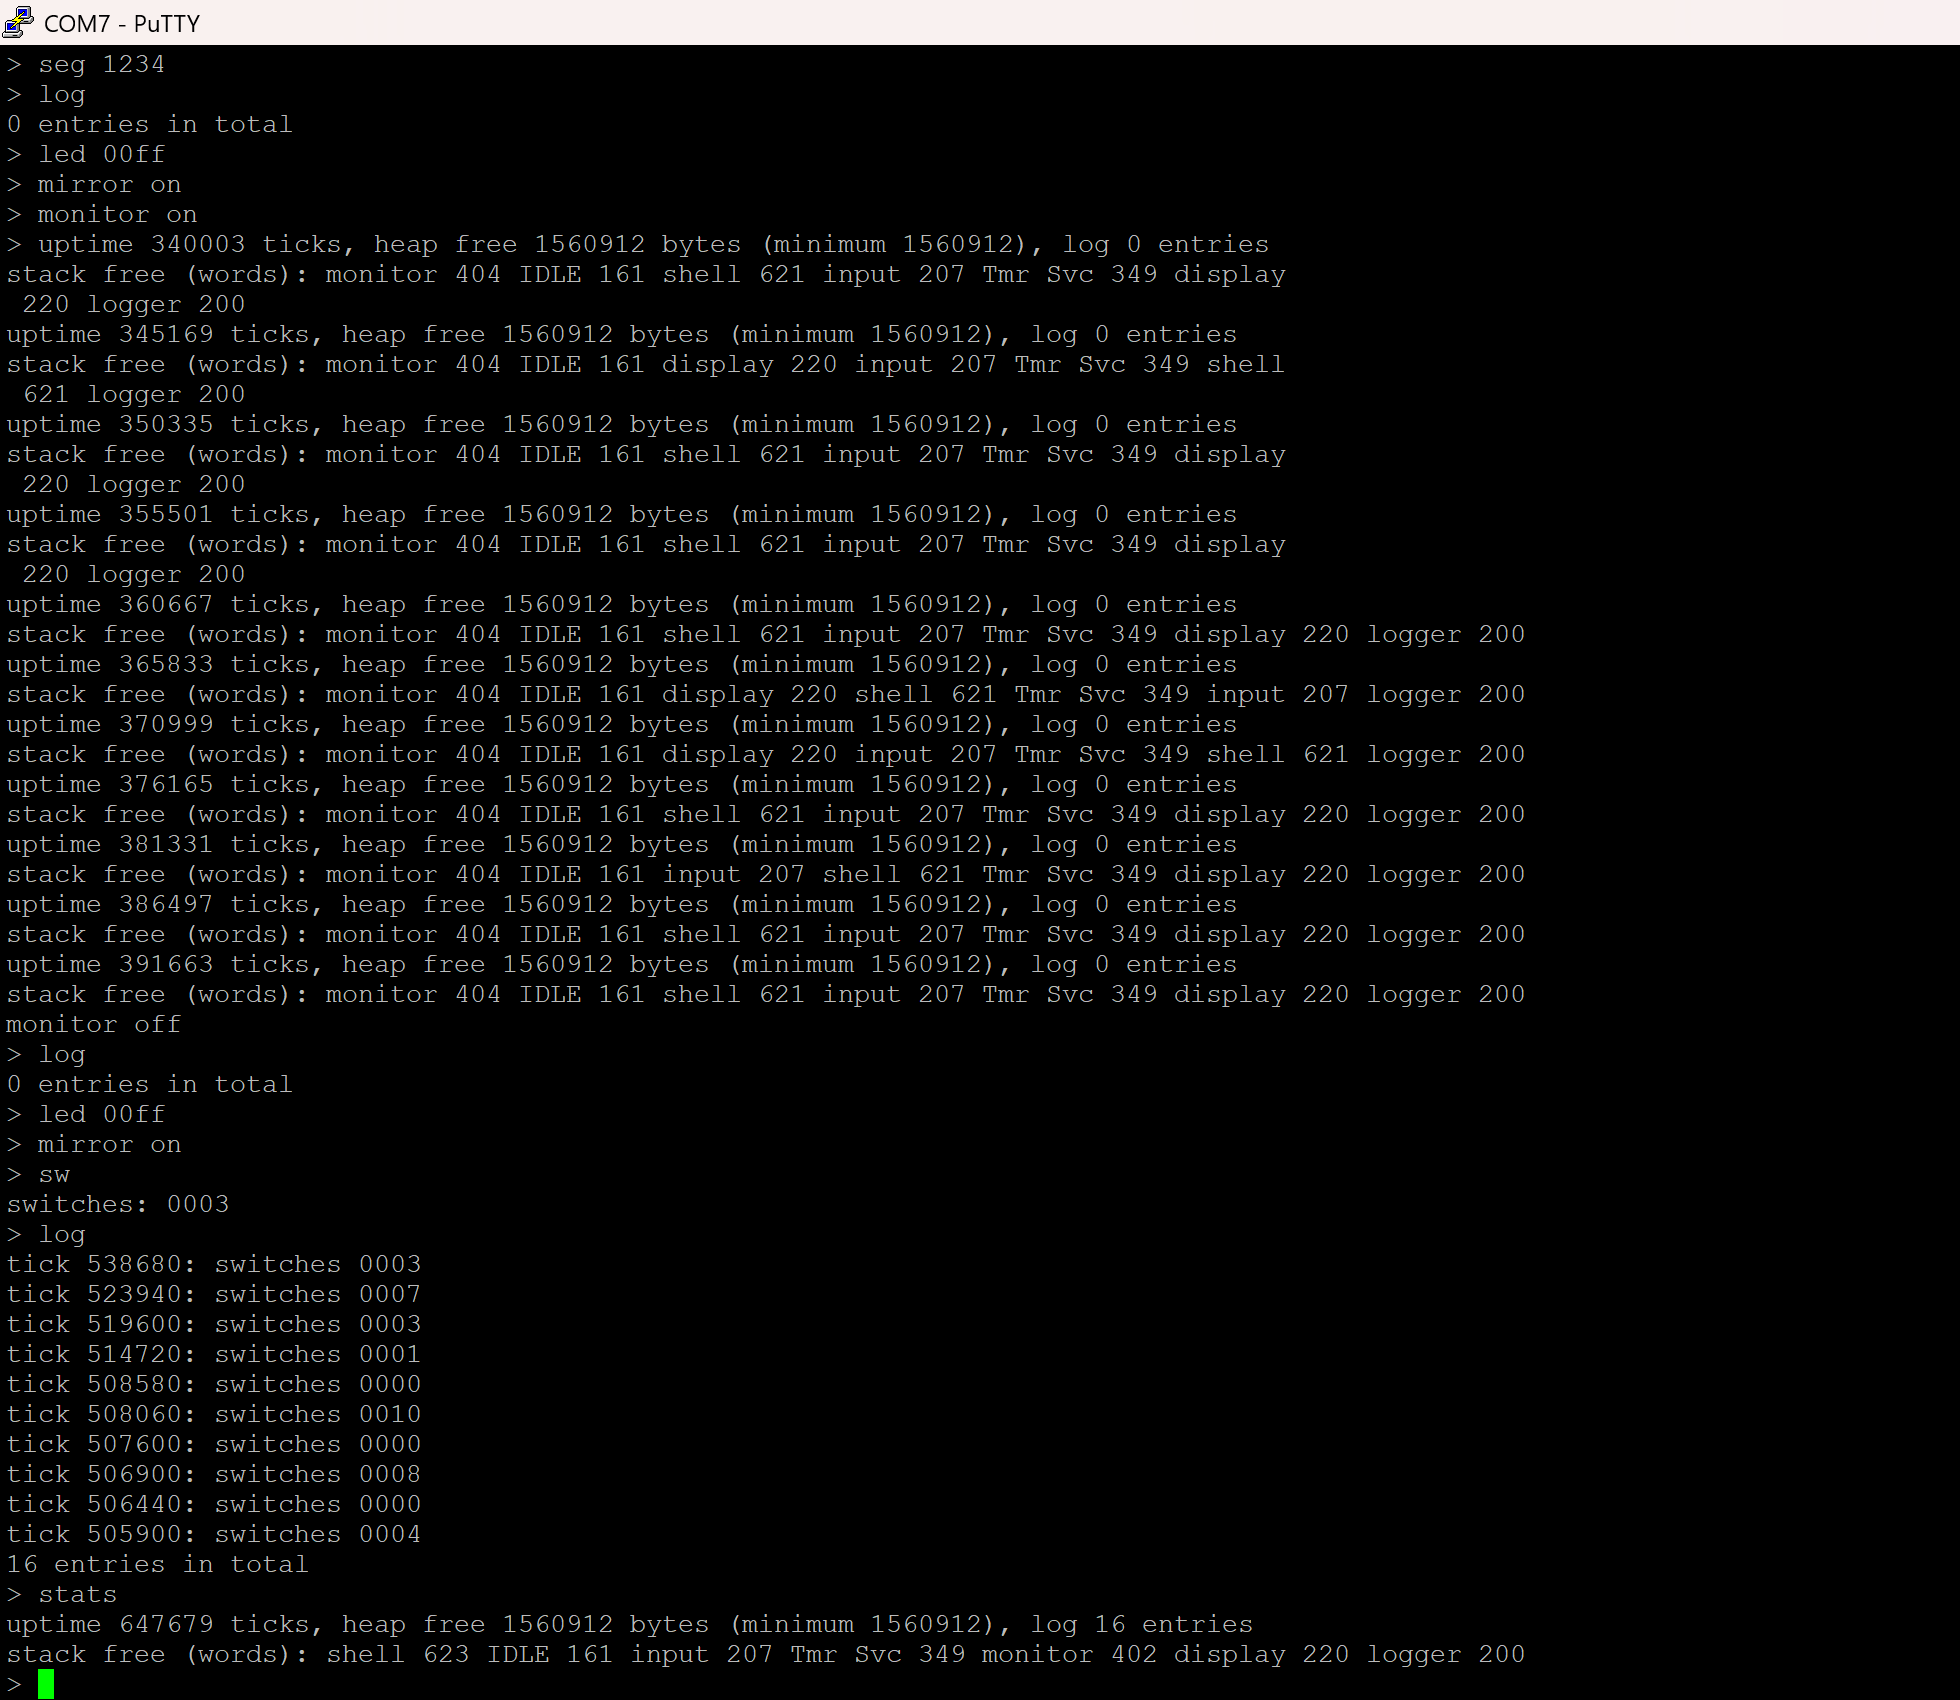 COM7 - PuTTY
> seg 1234
> log
0 entries in total
> led 00ff
> mirror on
> monitor on
> uptime 340003 ticks, heap free 1560912 bytes (minimum 1560912), log 0 entries
stack free (words): monitor 404 IDLE 161 shell 621 input 207 Tmr Svc 349 display
 220 logger 200
uptime 345169 ticks, heap free 1560912 bytes (minimum 1560912), log 0 entries
stack free (words): monitor 404 IDLE 161 display 220 input 207 Tmr Svc 349 shell
 621 logger 200
uptime 350335 ticks, heap free 1560912 bytes (minimum 1560912), log 0 entries
stack free (words): monitor 404 IDLE 161 shell 621 input 207 Tmr Svc 349 display
 220 logger 200
uptime 355501 ticks, heap free 1560912 bytes (minimum 1560912), log 0 entries
stack free (words): monitor 404 IDLE 161 shell 621 input 207 Tmr Svc 349 display
 220 logger 200
uptime 360667 ticks, heap free 1560912 bytes (minimum 1560912), log 0 entries
stack free (words): monitor 404 IDLE 161 shell 621 input 207 Tmr Svc 349 display 220 logger 200
uptime 365833 ticks, heap free 1560912 bytes (minimum 1560912), log 0 entries
stack free (words): monitor 404 IDLE 161 display 220 shell 621 Tmr Svc 349 input 207 logger 200
uptime 370999 ticks, heap free 1560912 bytes (minimum 1560912), log 0 entries
stack free (words): monitor 404 IDLE 161 display 220 input 207 Tmr Svc 349 shell 621 logger 200
uptime 376165 ticks, heap free 1560912 bytes (minimum 1560912), log 0 entries
stack free (words): monitor 404 IDLE 161 shell 621 input 207 Tmr Svc 349 display 220 logger 200
uptime 381331 ticks, heap free 1560912 bytes (minimum 1560912), log 0 entries
stack free (words): monitor 404 IDLE 161 input 207 shell 621 Tmr Svc 349 display 220 logger 200
uptime 386497 ticks, heap free 1560912 bytes (minimum 1560912), log 0 entries
stack free (words): monitor 404 IDLE 161 shell 621 input 207 Tmr Svc 349 display 220 logger 200
uptime 391663 ticks, heap free 1560912 bytes (minimum 1560912), log 0 entries
stack free (words): monitor 404 IDLE 161 shell 621 input 207 Tmr Svc 349 display 220 logger 200
monitor off
> log
0 entries in total
> led 00ff
> mirror on
> sw
switches: 0003
> log
tick 538680: switches 0003
tick 523940: switches 0007
tick 519600: switches 0003
tick 514720: switches 0001
tick 508580: switches 0000
tick 508060: switches 0010
tick 507600: switches 0000
tick 506900: switches 0008
tick 506440: switches 0000
tick 505900: switches 0004
16 entries in total
> stats
uptime 647679 ticks, heap free 1560912 bytes (minimum 1560912), log 16 entries
stack free (words): shell 623 IDLE 161 input 207 Tmr Svc 349 monitor 402 display 220 logger 200
>